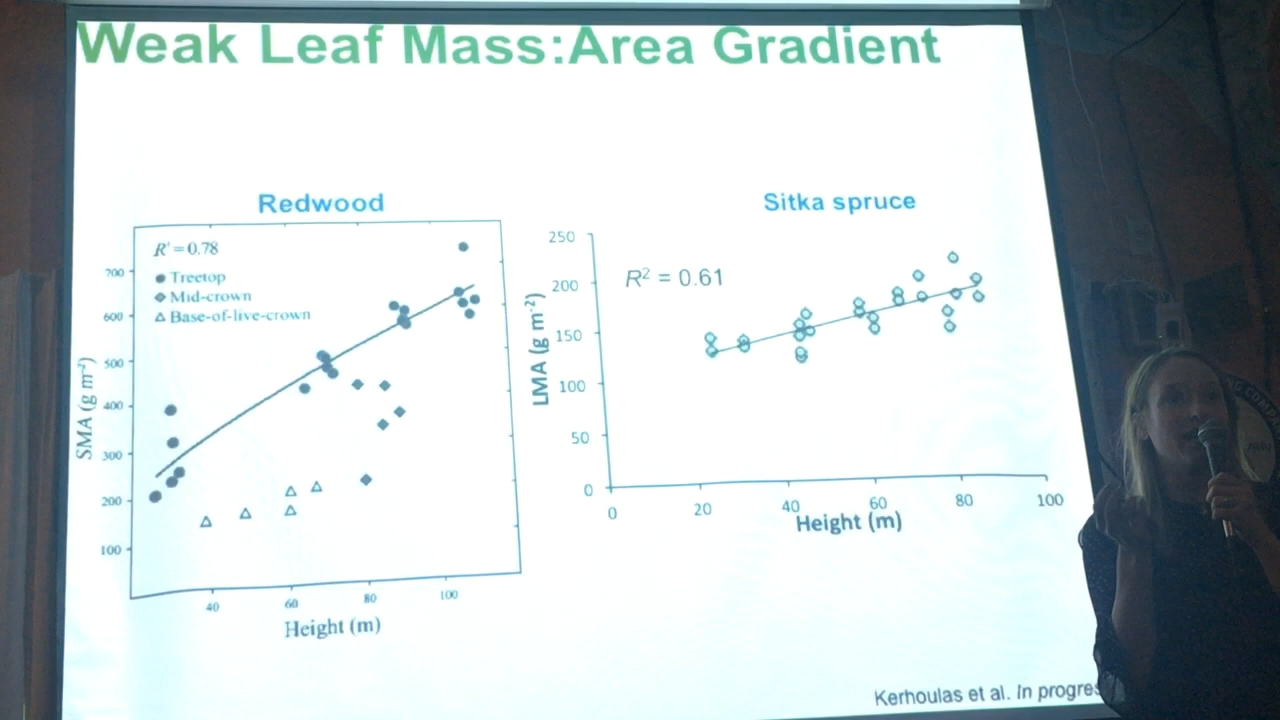 Weak Leaf Mass:Area Gradient
Redwood
R² = 0.78
Treetop
Mid-crown
Base-of-live-crown
700
600
500
400
300
200
100
SMA (g m⁻²)
40 60 80 100
Height (m)
Sitka spruce
R² = 0.61
250
200
150
100
50
0
LMA (g m⁻²)
0 20 40 60 80 100
Height (m)
Kerhoulas et al. In progres